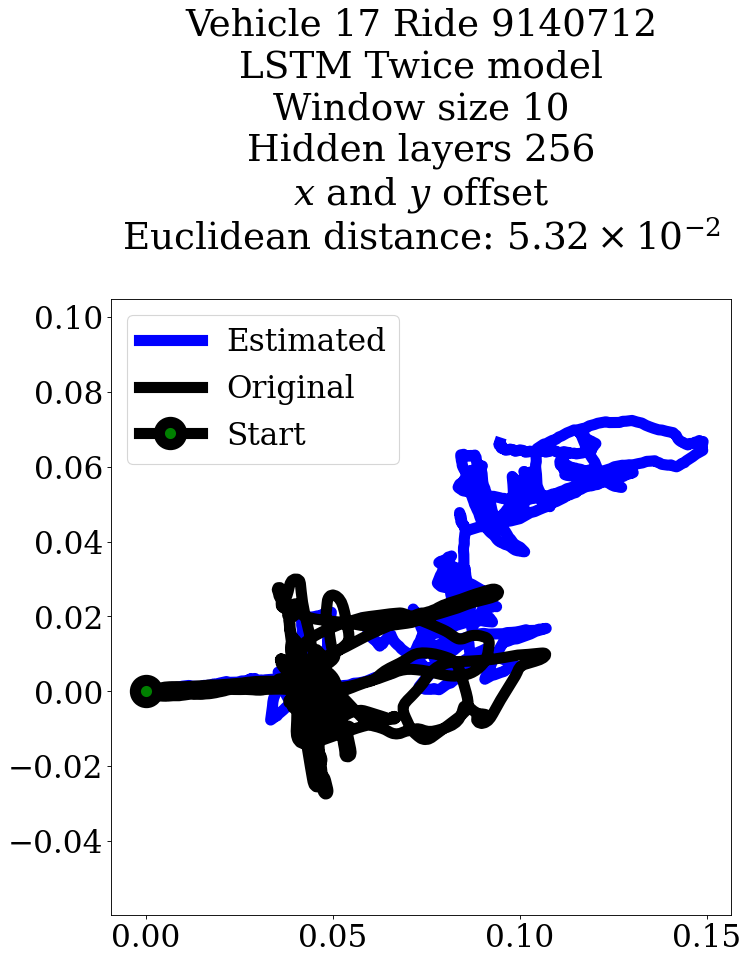 Vehicle 17 Ride 9140712
LSTM Twice model
Window size 10
Hidden layers 256
x and y offset
Euclidean distance: 5.32 × 10⁻²
Estimated
Original
Start
0.10
0.08
0.06
0.04
0.02
0.00
−0.02
−0.04
0.00 0.05 0.10 0.15